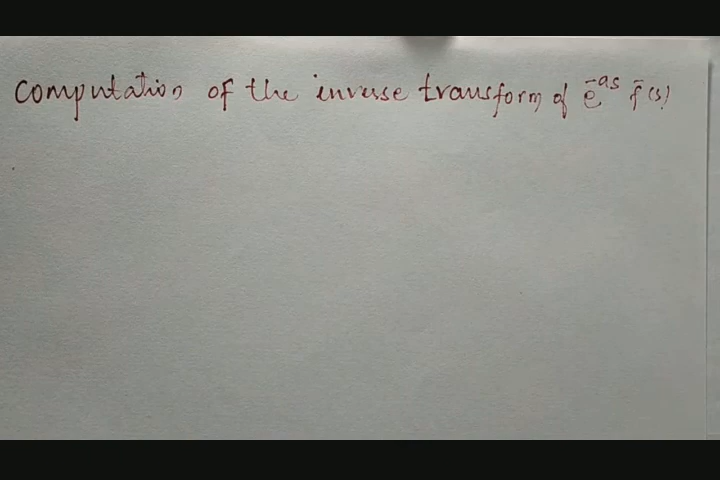 Computation of the inverse transform of e^-as f̄(s)